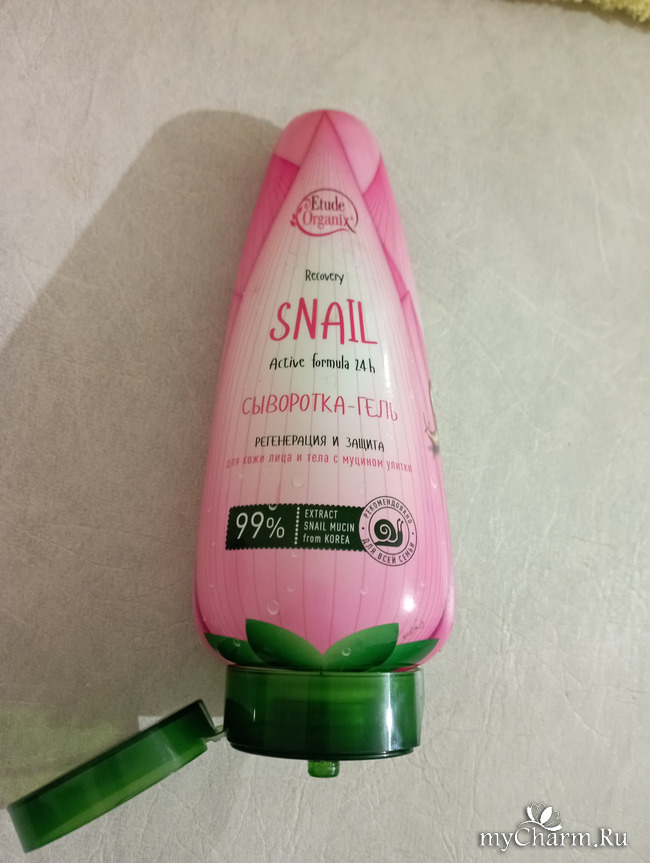 Etude
Organix
Recovery
SNAIL
Active formula 24 h
СЫВОРОТКА-ГЕЛЬ
РЕГЕНЕРАЦИЯ И ЗАЩИТА
для кожи лица и тела с муцином улитки
99%
EXTRACT
SNAIL MUCIN
from KOREA
РЕКОМЕНДОВАНО
ДЛЯ ВСЕЙ СЕМЬИ
myCharm.Ru